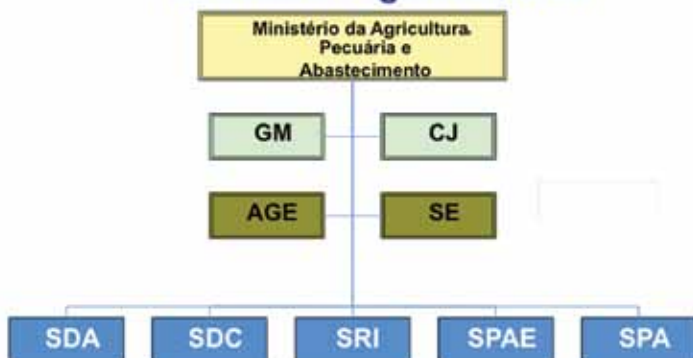 Ministério da Agricultura.
Pecuária e
Abastecimento
GM CJ
AGE SE
SDA SDC SRI SPAE SPA